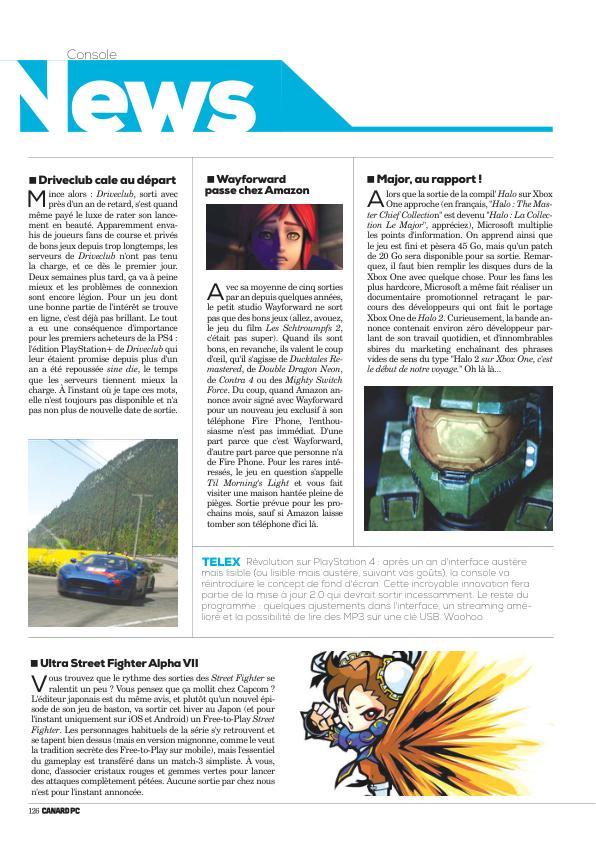 Console
News
■ Driveclub cale au départ
Mince alors : Driveclub, sorti avec
près d'un an de retard, s'est quand
même payé le luxe de rater son lance-
ment en beauté. Apparemment enva-
his de joueurs fans de course et privés
de bons jeux depuis trop longtemps, les
serveurs de Driveclub n'ont pas tenu
la charge, et ce dès le premier jour.
Deux semaines plus tard, ça va à peine
mieux et les problèmes de connexion
sont encore légion. Pour un jeu dont
une bonne partie de l'intérêt se trouve
en ligne, c'est déjà pas brillant. Le tout
a eu une conséquence d'importance
pour les premiers acheteurs de la PS4 :
l'édition PlayStation+ de Driveclub qui
leur étaient promise depuis plus d'un
an a été repoussée sine die, le temps
que les serveurs tiennent mieux la
charge. À l'instant où je tape ces mots,
elle n'est toujours pas disponible et n'a
pas non plus de nouvelle date de sortie.
■ Wayforward
passe chez Amazon
Avec sa moyenne de cinq sorties
par an depuis quelques années,
le petit studio Wayforward ne sort
pas que des bons jeux (allez, avouez,
le jeu du film Les Schtroumpfs 2,
c'était pas super). Quand ils sont
bons, en revanche, ils valent le coup
d'œil, qu'il s'agisse de Ducktales Re-
mastered, de Double Dragon Neon,
de Contra 4 ou des Mighty Switch
Force. Du coup, quand Amazon an-
nonce avoir signé avec Wayforward
pour un nouveau jeu exclusif à son
téléphone Fire Phone, l'enthou-
siasme n'est pas immédiat. D'une
part parce que c'est Wayforward,
d'autre part parce que personne n'a
de Fire Phone. Pour les rares inté-
ressés, le jeu en question s'appelle
Til Morning's Light et vous fait
visiter une maison hantée pleine de
pièges. Sortie prévue pour les pro-
chains mois, sauf si Amazon laisse
tomber son téléphone d'ici là.
■ Major, au rapport !
Alors que la sortie de la compil' Halo sur Xbox
One approche (en français, "Halo : The Mas-
ter Chief Collection" est devenu "Halo : La Collec-
tion Le Major", appréciez), Microsoft multiplie
les points d'information. On apprend ainsi que
le jeu est fini et pèsera 45 Go, mais qu'un patch
de 20 Go sera disponible pour sa sortie. Remar-
quez, il faut bien remplir les disques durs de la
Xbox One avec quelque chose. Pour les fans les
plus hardcore, Microsoft a même fait réaliser un
documentaire promotionnel retraçant le par-
cours des développeurs qui ont fait le portage
Xbox One de Halo 2. Curieusement, la bande an-
nonce contenait environ zéro développeur par-
lant de son travail quotidien, et d'innombrables
sbires du marketing enchaînant des phrases
vides de sens du type "Halo 2 sur Xbox One, c'est
le début de notre voyage." Oh là là...
TELEX Révolution sur PlayStation 4 : après un an d'interface austère
mais lisible (ou lisible mais austère, suivant vos goûts), la console va
réintroduire le concept de fond d'écran. Cette incroyable innovation fera
partie de la mise à jour 2.0 qui devrait sortir incessamment. Le reste du
programme : quelques ajustements dans l'interface, un streaming amé-
lioré et la possibilité de lire des MP3 sur une clé USB. Woohoo.
■ Ultra Street Fighter Alpha VII
Vous trouvez que le rythme des sorties des Street Fighter se
ralentit un peu ? Vous pensez que ça mollit chez Capcom ?
L'éditeur japonais est du même avis, et plutôt qu'un nouvel épi-
sode de son jeu de baston, va sortir cet hiver au Japon (et pour
l'instant uniquement sur iOS et Android) un Free-to-Play Street
Fighter. Les personnages habituels de la série s'y retrouvent et
se tapent bien dessus (mais en version mignonne, comme le veut
la tradition secrète des Free-to-Play sur mobile), mais l'essentiel
du gameplay est transféré dans un match-3 simpliste. À vous,
donc, d'associer cristaux rouges et gemmes vertes pour lancer
des attaques complètement pétées. Aucune sortie par chez nous
n'est pour l'instant annoncée.
126 CANARD PC